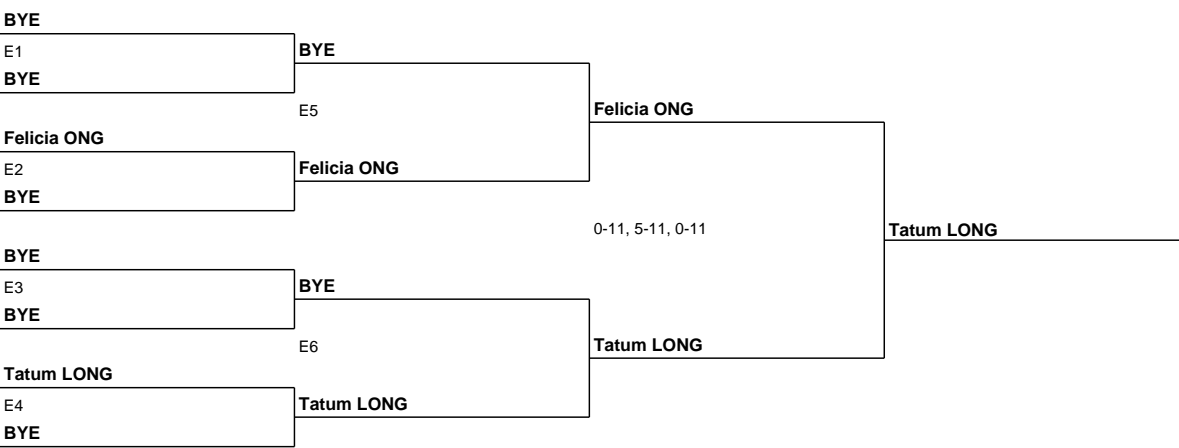 BYE
E1
BYE
BYE
E5
Felicia ONG
Felicia ONG
E2
Felicia ONG
BYE
0-11, 5-11, 0-11
Tatum LONG
BYE
E3
BYE
BYE
E6
Tatum LONG
Tatum LONG
E4
Tatum LONG
BYE